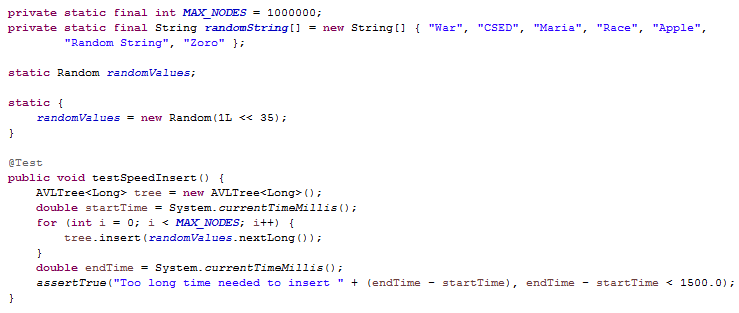 private static final int MAX_NODES = 1000000;
private static final String randomString[] = new String[] { "War", "CSED", "Maria", "Race", "Apple",
"Random String", "Zoro" };
static Random randomValues;
static {
randomValues = new Random(1L << 35);
}
@Test
public void testSpeedInsert() {
AVLTree<Long> tree = new AVLTree<Long>();
double startTime = System.currentTimeMillis();
for (int i = 0; i < MAX_NODES; i++) {
tree.insert(randomValues.nextLong());
}
double endTime = System.currentTimeMillis();
assertTrue("Too long time needed to insert " + (endTime - startTime), endTime - startTime < 1500.0);
}